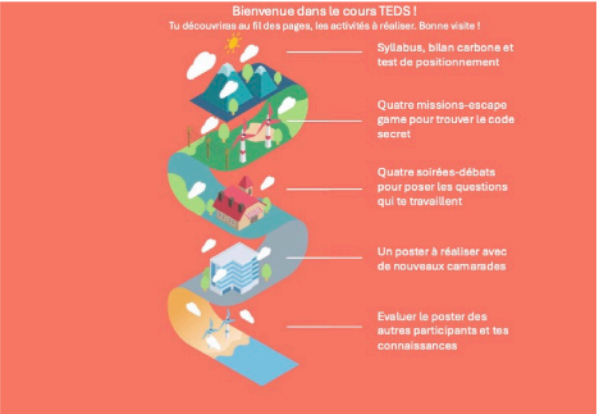 Bienvenue dans le cours TEDS !
Tu découvriras au fil des pages, les activités à réaliser. Bonne visite !
Syllabus, bilan carbone et
test de positionnement
Quatre missions-escape
game pour trouver le code
secret
Quatre soirées-débats
pour poser les questions
qui te travaillent
Un poster à réaliser avec
de nouveaux camarades
Evaluer le poster des
autres participants et tes
connaissances